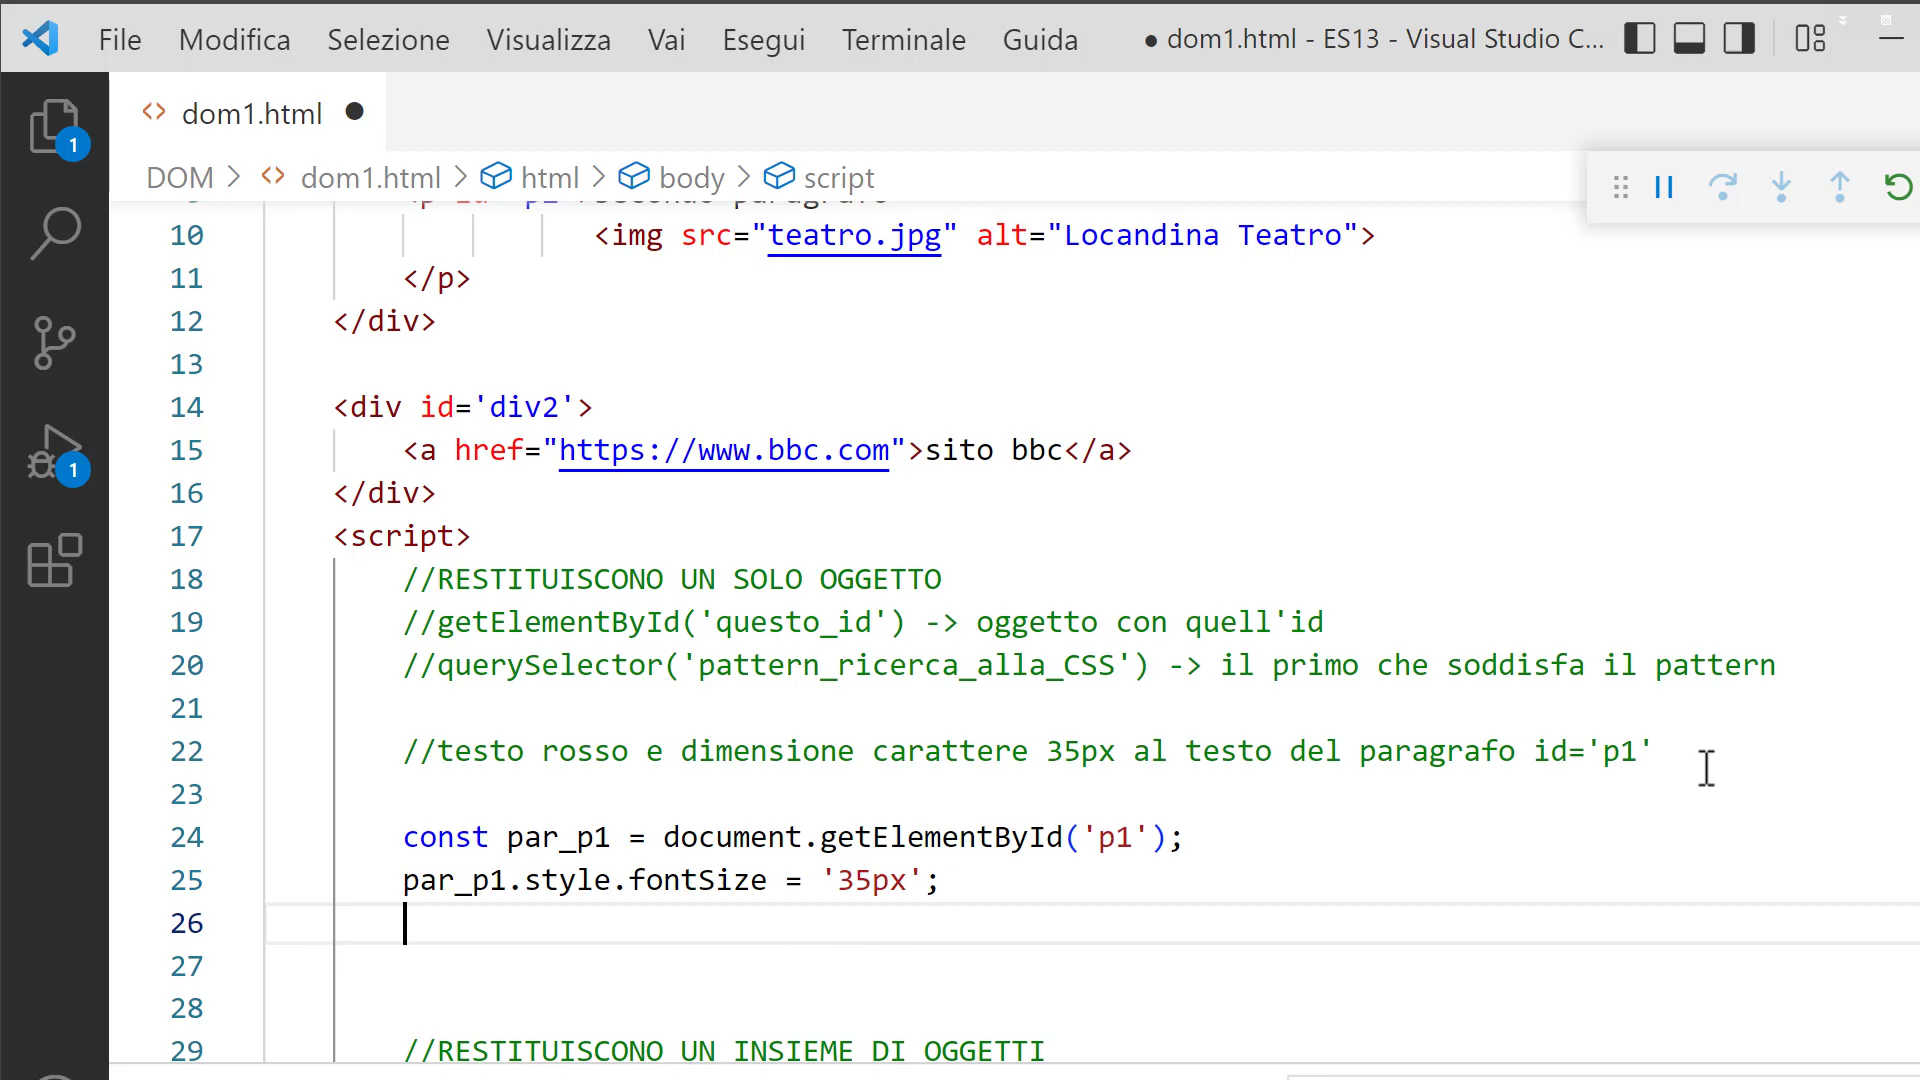 File Modifica Selezione Visualizza Vai Esegui Terminale Guida ● dom1.html - ES13 - Visual Studio C...
dom1.html ●
DOM > dom1.html > html > body > script
10 <img src="teatro.jpg" alt="Locandina Teatro">
11 </p>
12 </div>
13
14 <div id='div2'>
15 <a href="https://www.bbc.com">sito bbc</a>
16 </div>
17 <script>
18 //RESTITUISCONO UN SOLO OGGETTO
19 //getElementById('questo_id') -> oggetto con quell'id
20 //querySelector('pattern_ricerca_alla_CSS') -> il primo che soddisfa il pattern
21
22 //testo rosso e dimensione carattere 35px al testo del paragrafo id='p1'
23
24 const par_p1 = document.getElementById('p1');
25 par_p1.style.fontSize = '35px';
26
27
28
29 //RESTITUISCONO UN INSIEME DI OGGETTI
1
1